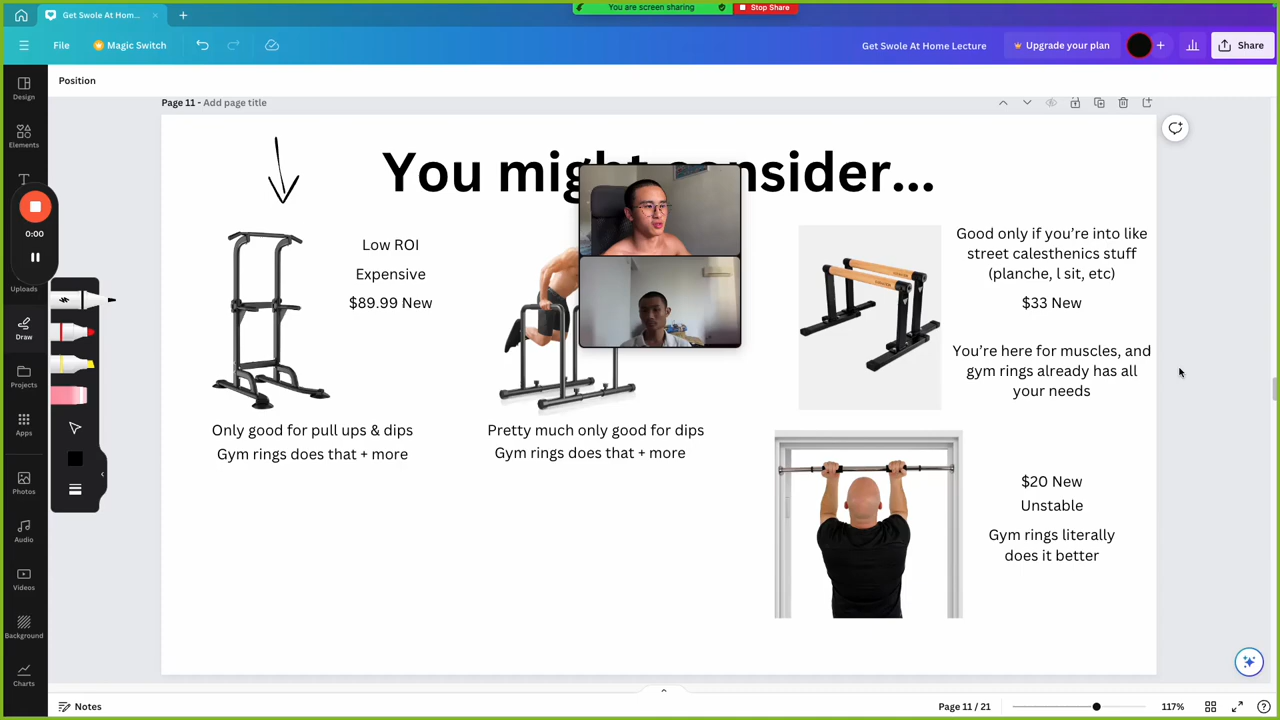 Get Swole At Home...
You are screen sharing
Stop Share
File
Magic Switch
Get Swole At Home Lecture
Upgrade your plan
Share
Position
Design
Elements
Uploads
Draw
Projects
Apps
Photos
Audio
Videos
Background
Charts
0:00
Page 11 - Add page title
You mig nsider...
Low ROI
Expensive
$89.99 New
Only good for pull ups & dips
Gym rings does that + more
Pretty much only good for dips
Gym rings does that + more
Good only if you're into like
street calesthenics stuff
(planche, l sit, etc)
$33 New
You're here for muscles, and
gym rings already has all
your needs
$20 New
Unstable
Gym rings literally
does it better
Notes
Page 11 / 21
117%